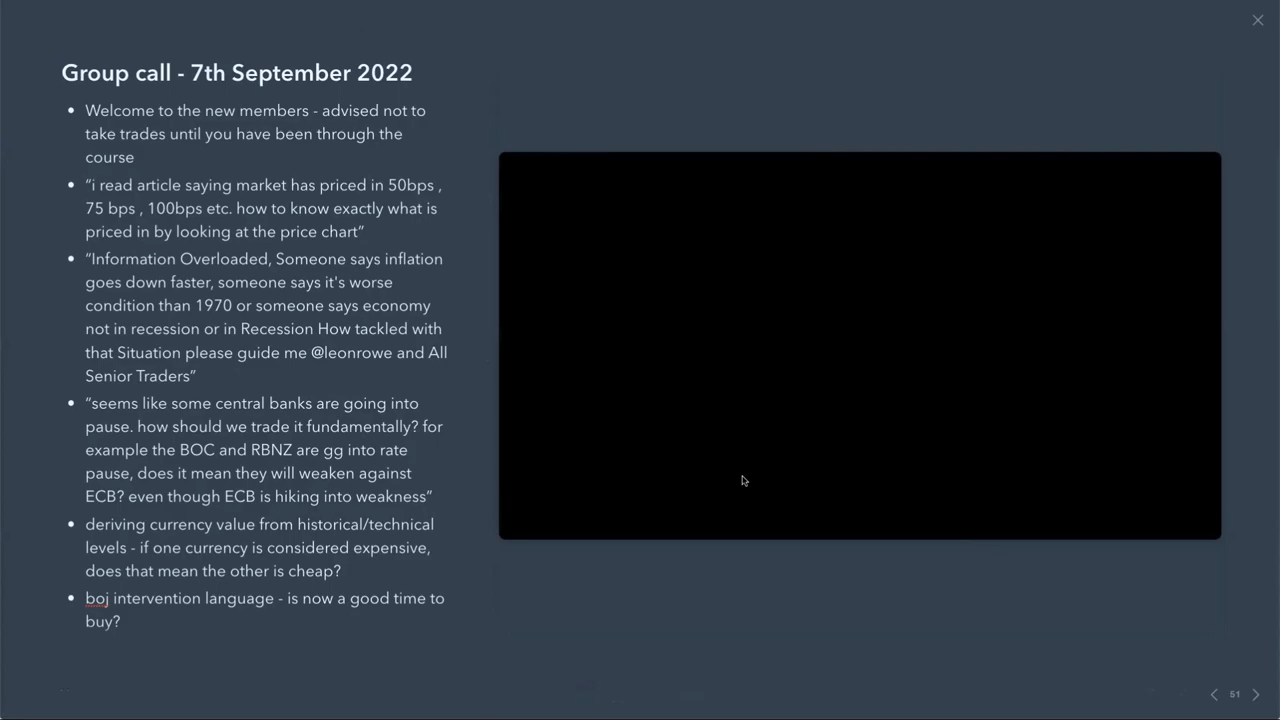 Group call - 7th September 2022
Welcome to the new members - advised not to
take trades until you have been through the
course
“i read article saying market has priced in 50bps ,
75 bps , 100bps etc. how to know exactly what is
priced in by looking at the price chart”
“Information Overloaded, Someone says inflation
goes down faster, someone says it's worse
condition than 1970 or someone says economy
not in recession or in Recession How tackled with
that Situation please guide me @leonrowe and All
Senior Traders”
“seems like some central banks are going into
pause. how should we trade it fundamentally? for
example the BOC and RBNZ are gg into rate
pause, does it mean they will weaken against
ECB? even though ECB is hiking into weakness”
deriving currency value from historical/technical
levels - if one currency is considered expensive,
does that mean the other is cheap?
boj intervention language - is now a good time to
buy?
51